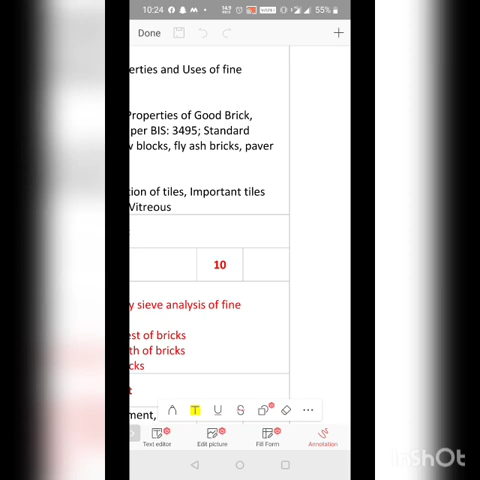 10:24
55%
Done
erties and Uses of fine
Properties of Good Brick,
per BIS: 3495; Standard
v blocks, fly ash bricks, paver
tion of tiles, Important tiles
Vitreous
10
y sieve analysis of fine
est of bricks
th of bricks
cks
t
ment,
T U S
Text editor Edit picture Fill Form Annotation
InShOt